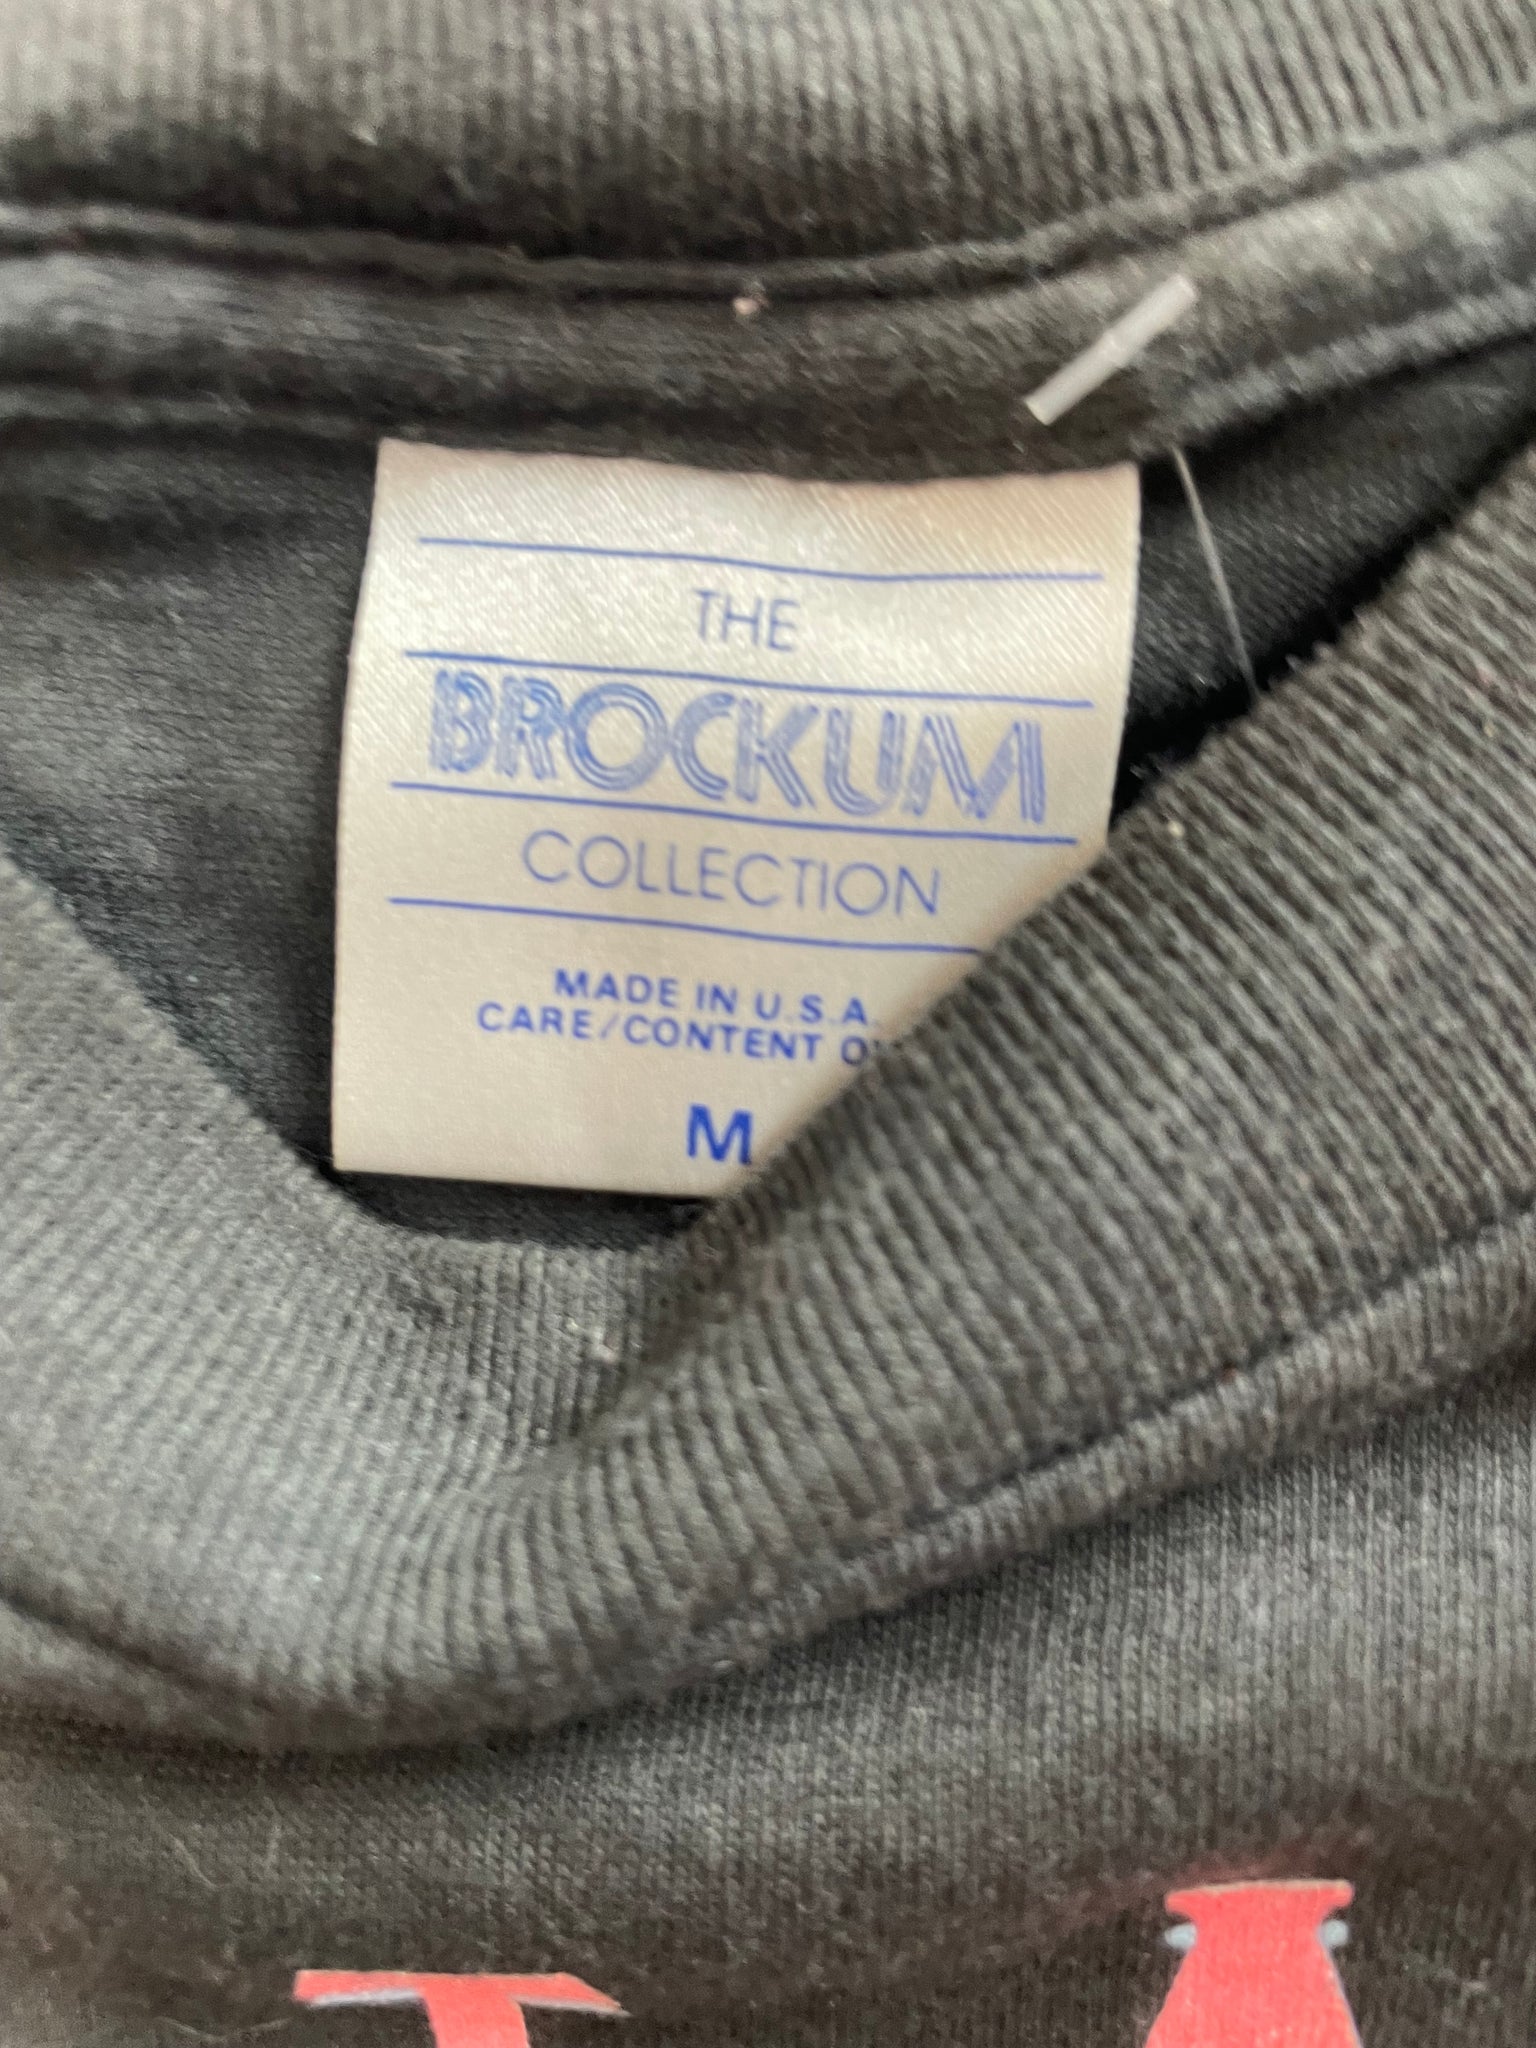 THE
BROCKUM
COLLECTION
MADE IN U.S.A.
CARE/CONTENT
M